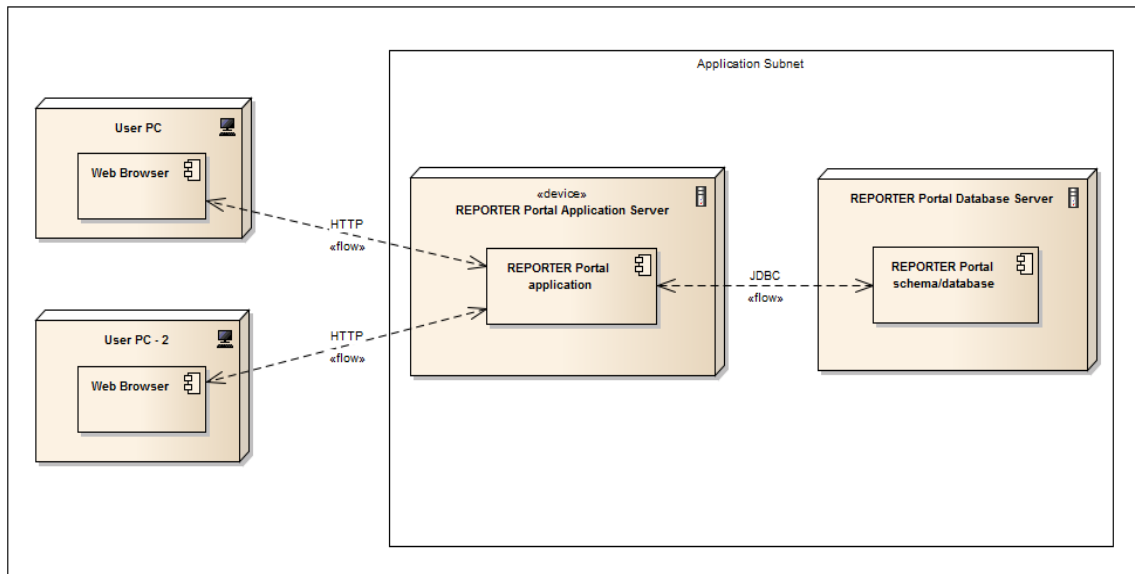 Application Subnet
User PC
Web Browser
HTTP
«flow»
User PC - 2
Web Browser
HTTP
«flow»
«device»
REPORTER Portal Application Server
REPORTER Portal
application
JDBC
«flow»
REPORTER Portal Database Server
REPORTER Portal
schema/database